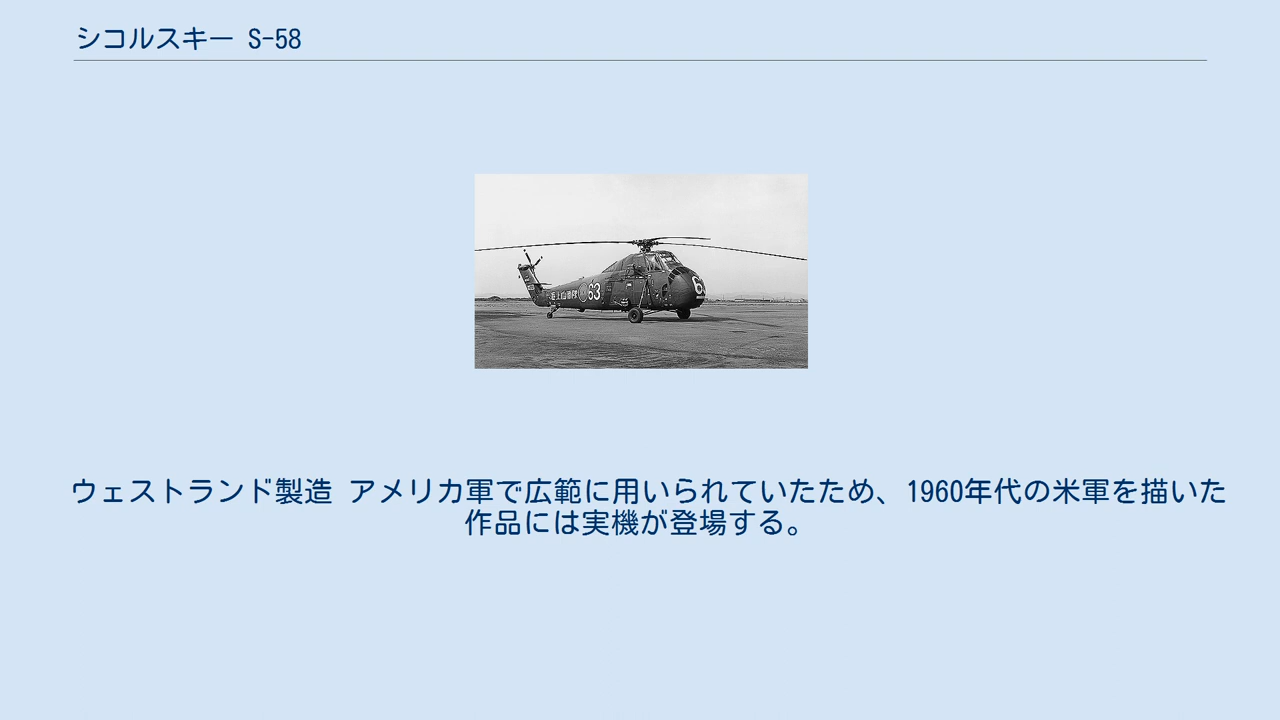 シコルスキー S-58
63
ウェストランド製造 アメリカ軍で広範に用いられていたため、1960年代の米軍を描いた
作品には実機が登場する。